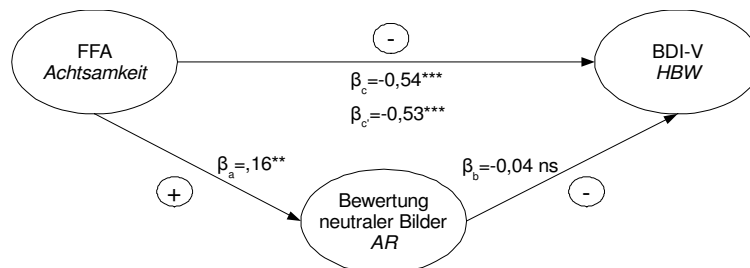 FFA
Achtsamkeit
-
BDI-V
HBW
β_c=-0,54***
β_c'=-0,53***
β_a=,16**
+
β_b=-0,04 ns
-
Bewertung
neutraler Bilder
AR